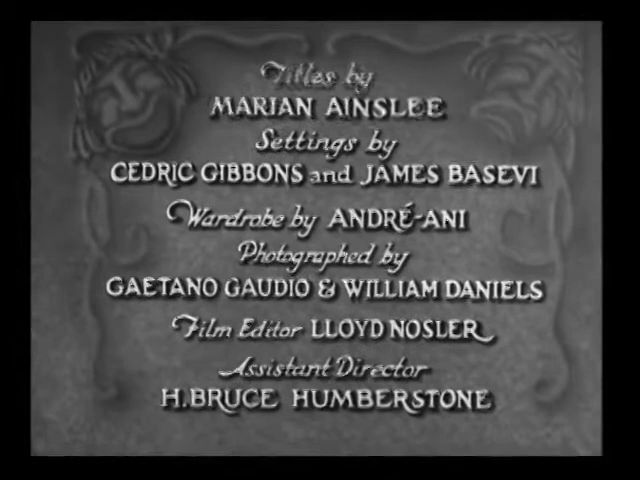 Titles by
MARIAN AINSLEE
Settings by
CEDRIC GIBBONS and JAMES BASEVI
Wardrobe by ANDRÉ-ANI
Photographed by
GAETANO GAUDIO & WILLIAM DANIELS
Film Editor LLOYD NOSLER
Assistant Director
H. BRUCE HUMBERSTONE